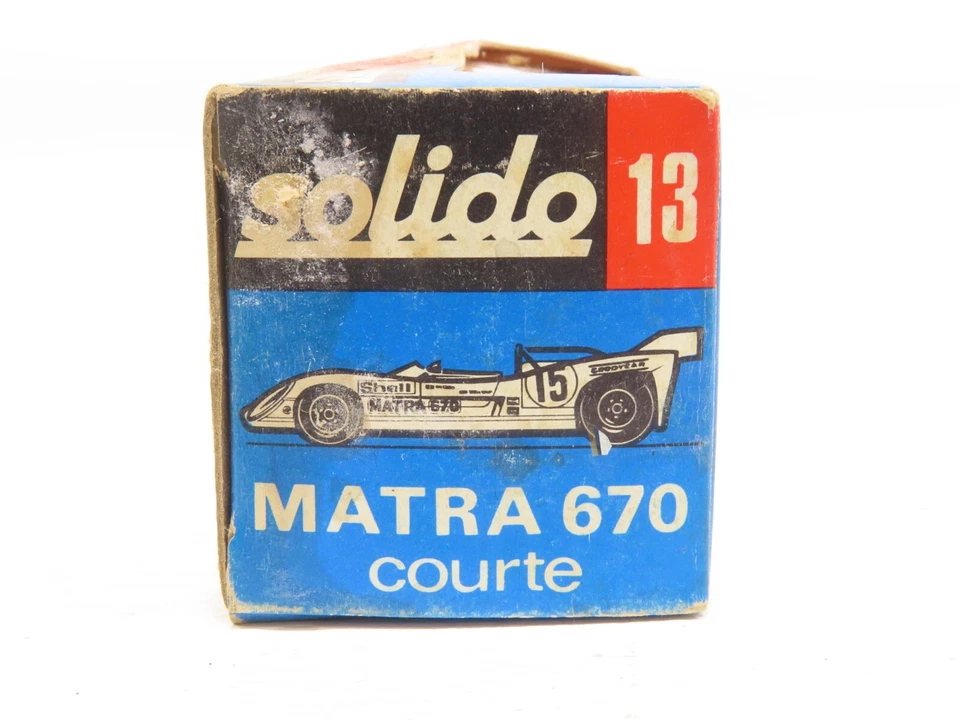 solido
13
GOODYEAR
Shell
15
MATRA 670
MATRA 670
courte